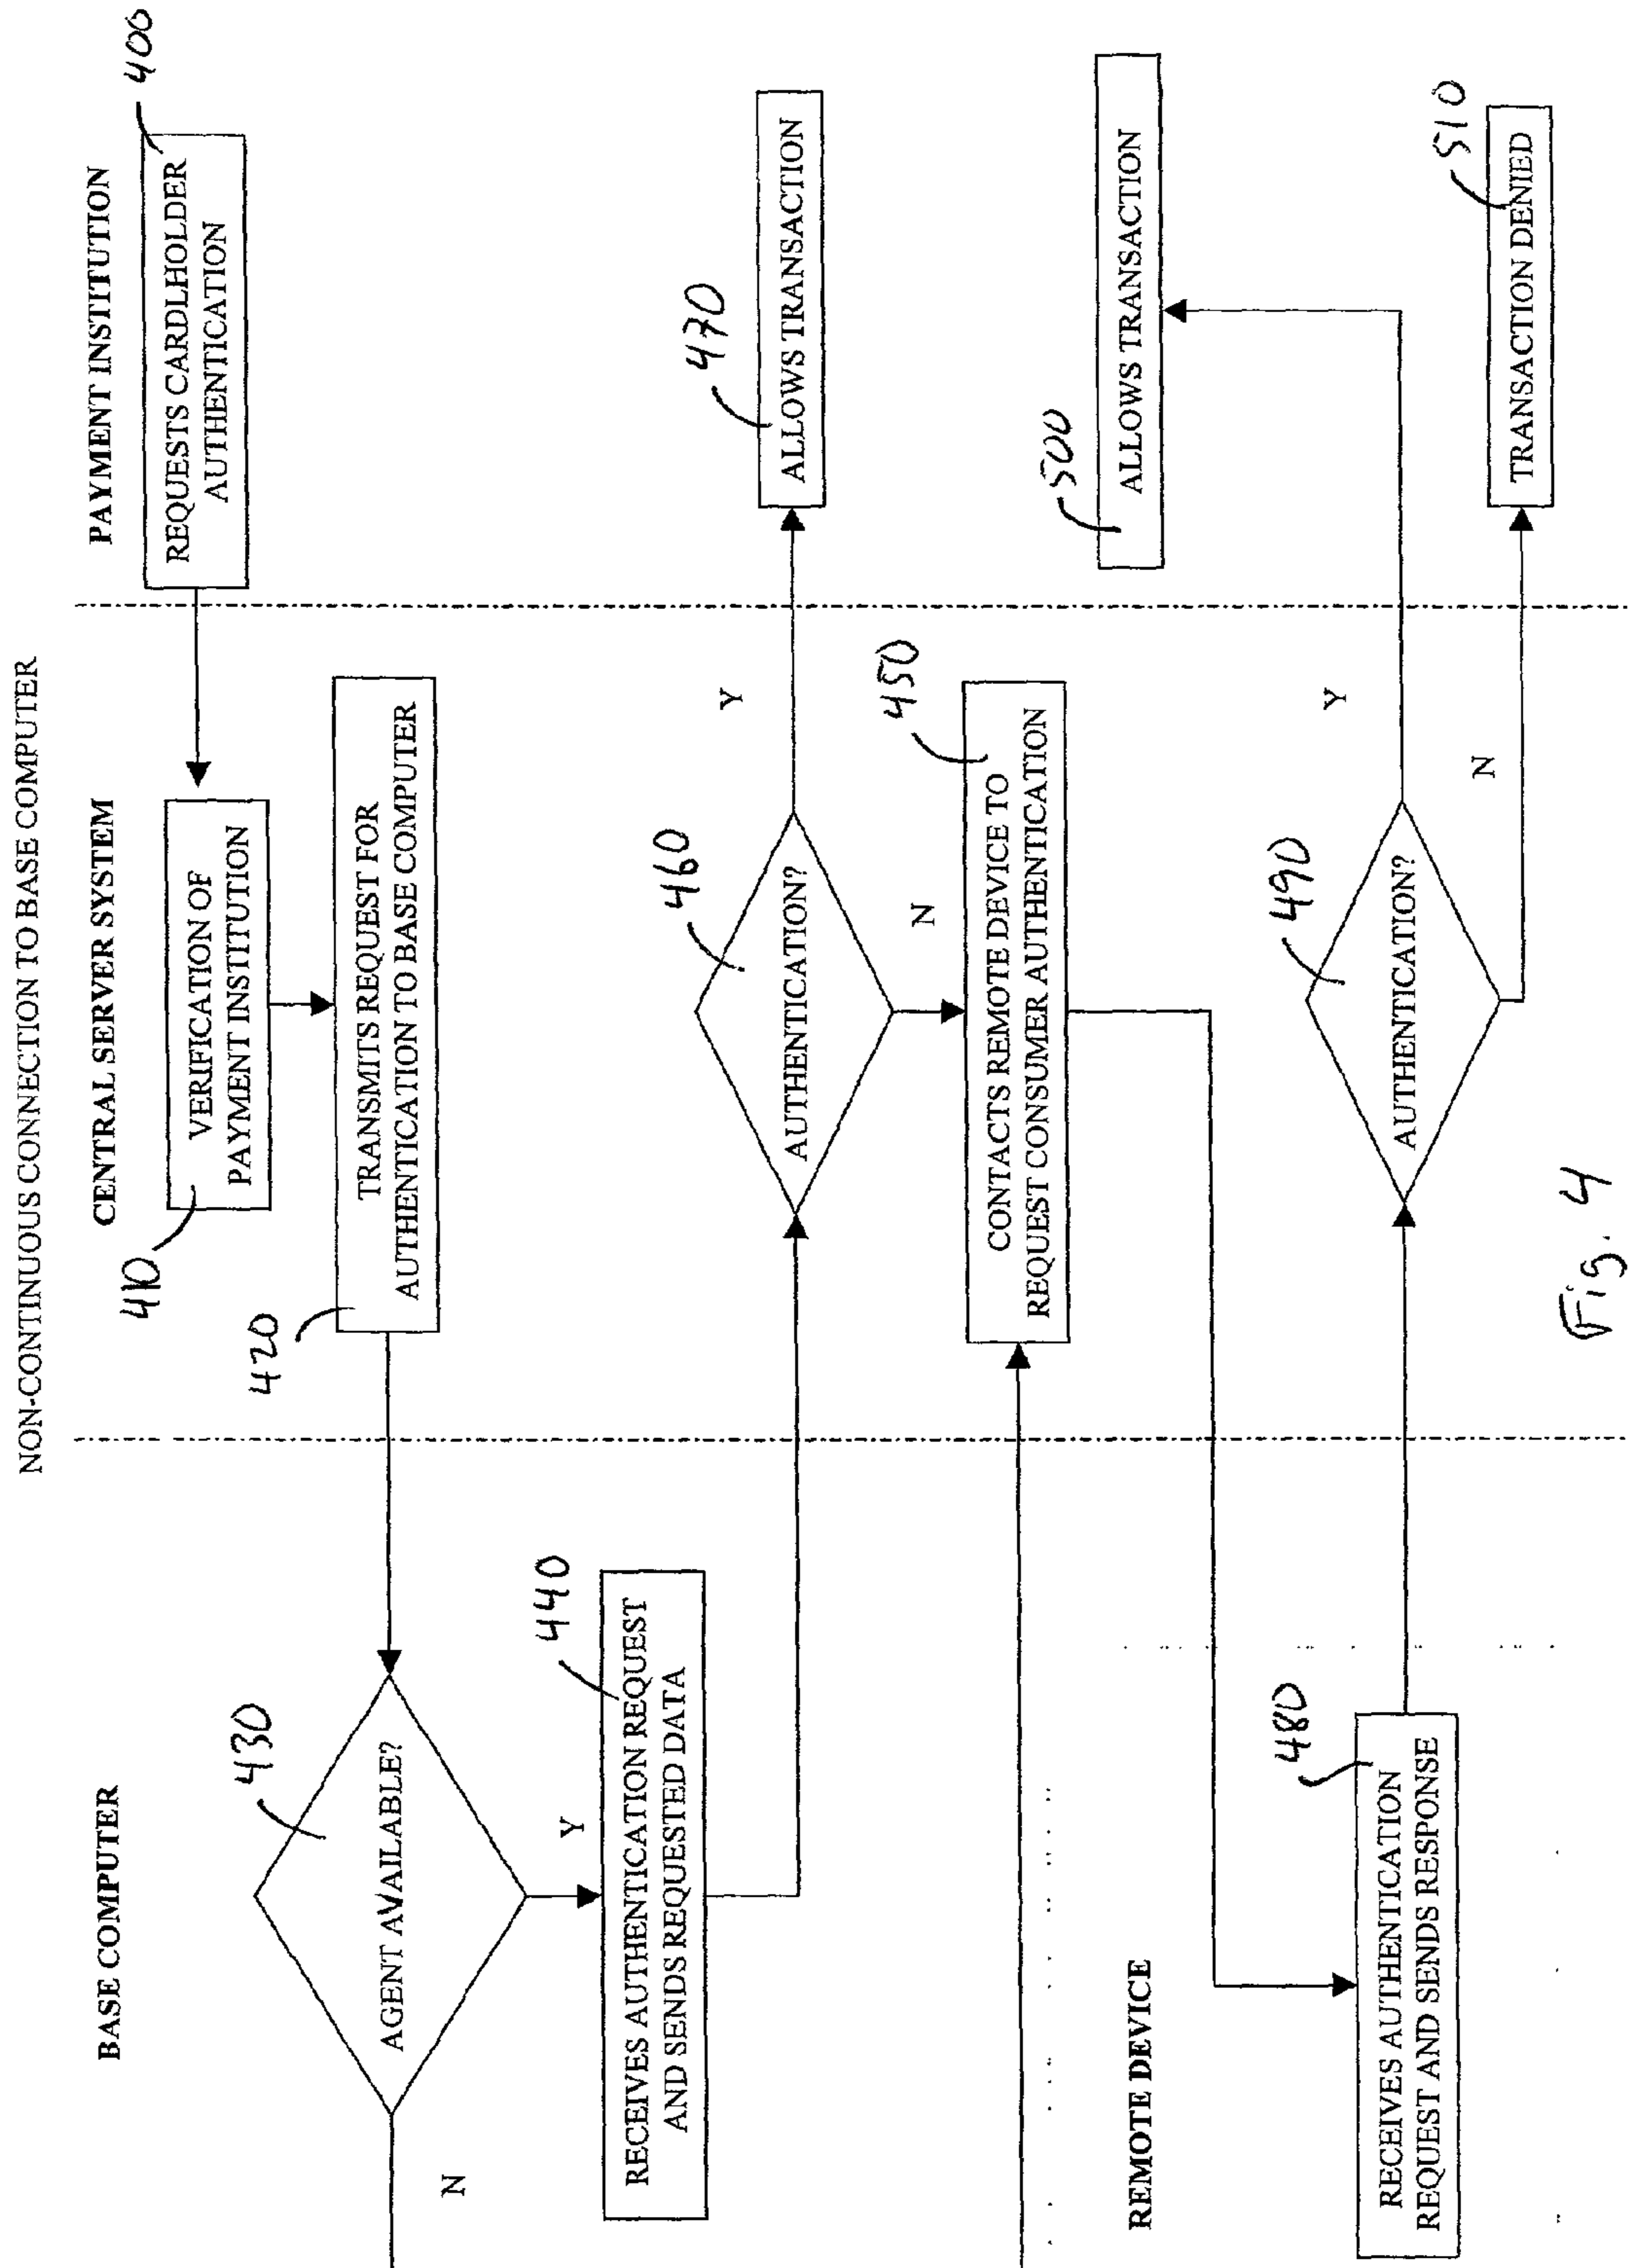 NON-CONTINUOUS CONNECTION TO BASE COMPUTER
BASE COMPUTER
CENTRAL SERVER SYSTEM
PAYMENT INSTITUTION
400
REQUESTS CARDLHOLDER
AUTHENTICATION
410
VERIFICATION OF
PAYMENT INSTITUTION
420
TRANSMITS REQUEST FOR
AUTHENTICATION TO BASE COMPUTER
430
AGENT AVAILABLE?
N
Y
440
RECEIVES AUTHENTICATION REQUEST
AND SENDS REQUESTED DATA
460
AUTHENTICATION?
Y
N
470
ALLOWS TRANSACTION
450
CONTACTS REMOTE DEVICE TO
REQUEST CONSUMER AUTHENTICATION
REMOTE DEVICE
480
RECEIVES AUTHENTICATION
REQUEST AND SENDS RESPONSE
490
AUTHENTICATION?
Y
N
500
ALLOWS TRANSACTION
510
TRANSACTION DENIED
Fig. 4